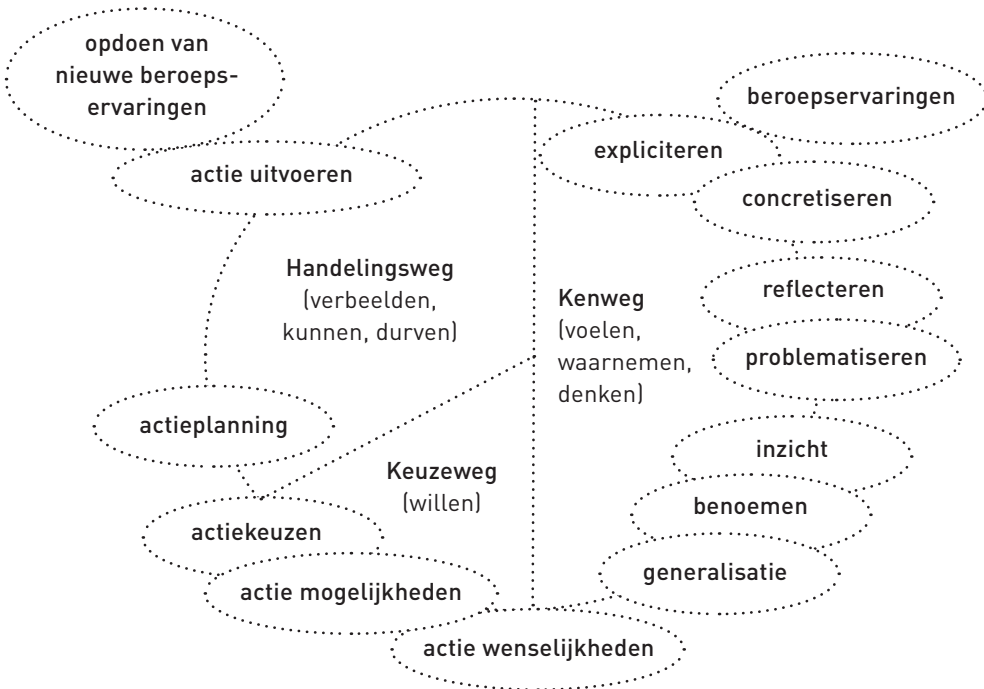 opdoen van
nieuwe beroeps-
ervaringen
beroepservaringen
expliciteren
actie uitvoeren
concretiseren
Handelingsweg
(verbeelden,
kunnen, durven)
Kenweg
(voelen,
waarnemen,
denken)
reflecteren
problematiseren
actieplanning
inzicht
Keuzeweg
(willen)
benoemen
actiekeuzen
generalisatie
actie mogelijkheden
actie wenselijkheden